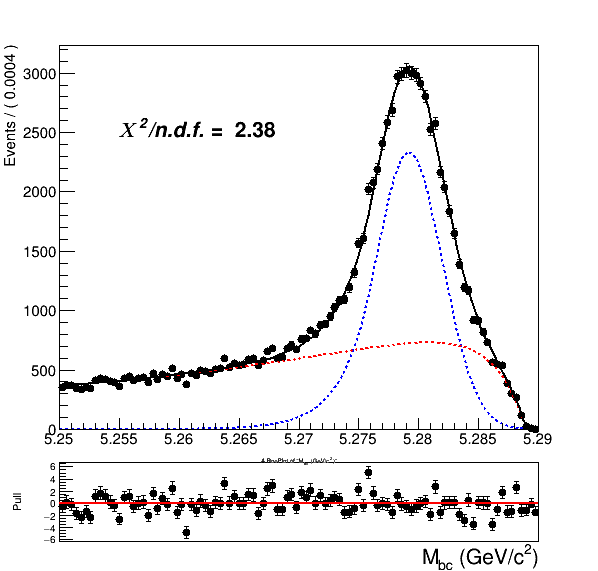 Events / ( 0.0004 )
3000
2500
2000
1500
1000
500
0
Χ²/n.d.f. = 2.38
5.25 5.255 5.26 5.265 5.27 5.275 5.28 5.285 5.29
Pull
6
4
2
0
−2
−4
−6
M_bc (GeV/c²)